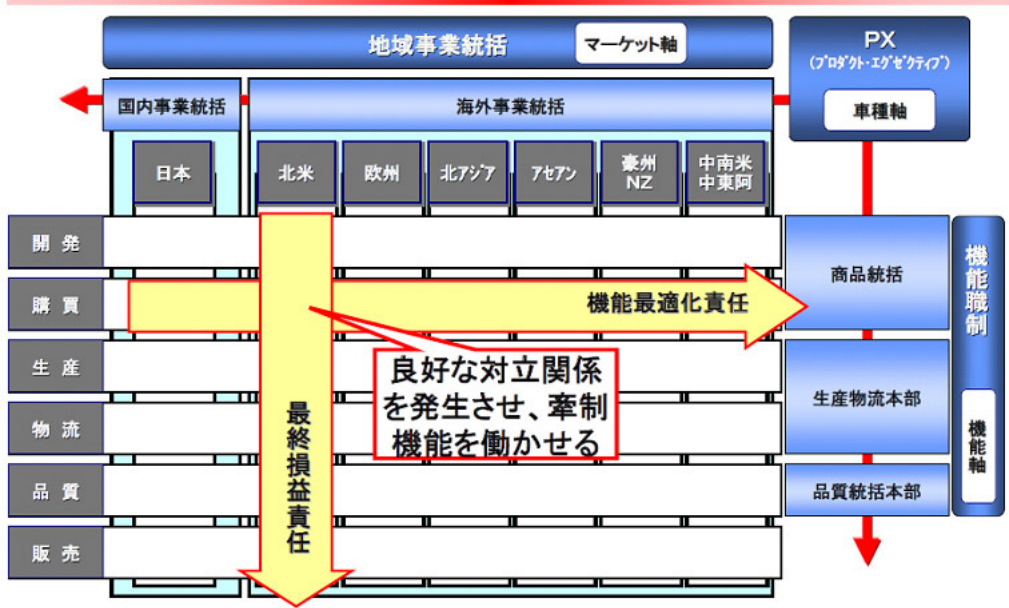 地域事業統括
マーケット軸
PX
(ﾌﾟﾛﾀﾞｸﾄ･ｴｸﾞｾﾞｸﾃｨﾌﾞ)
車種軸
国内事業統括
海外事業統括
日本
北米
欧州
北ｱｼﾞｱ
ｱｾｱﾝ
豪州
NZ
中南米
中東阿
開 発
購 買
生 産
物 流
品 質
販 売
機能最適化責任
最終損益責任
良好な対立関係
を発生させ、牽制
機能を働かせる
商品統括
生産物流本部
品質統括本部
機能職制
機能軸